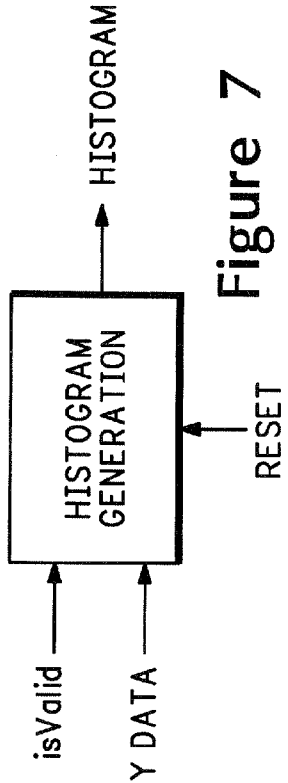 isValid
Y DATA
HISTOGRAM
GENERATION
HISTOGRAM
RESET
Figure 7